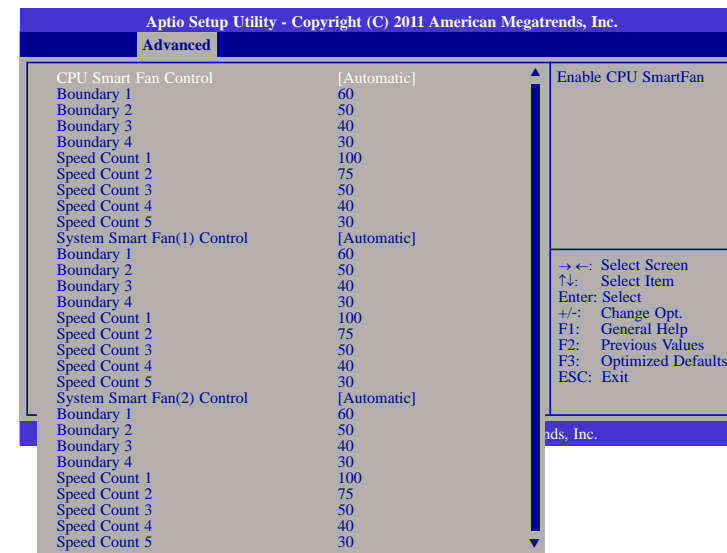 Aptio Setup Utility - Copyright (C) 2011 American Megatrends, Inc.
Advanced
CPU Smart Fan Control [Automatic]
Boundary 1 60
Boundary 2 50
Boundary 3 40
Boundary 4 30
Speed Count 1 100
Speed Count 2 75
Speed Count 3 50
Speed Count 4 40
Speed Count 5 30
System Smart Fan(1) Control [Automatic]
Boundary 1 60
Boundary 2 50
Boundary 3 40
Boundary 4 30
Speed Count 1 100
Speed Count 2 75
Speed Count 3 50
Speed Count 4 40
Speed Count 5 30
System Smart Fan(2) Control [Automatic]
Boundary 1 60
Boundary 2 50
Boundary 3 40
Boundary 4 30
Speed Count 1 100
Speed Count 2 75
Speed Count 3 50
Speed Count 4 40
Speed Count 5 30
Enable CPU SmartFan
→←: Select Screen
↑↓: Select Item
Enter: Select
+/-: Change Opt.
F1: General Help
F2: Previous Values
F3: Optimized Defaults
ESC: Exit
nds, Inc.